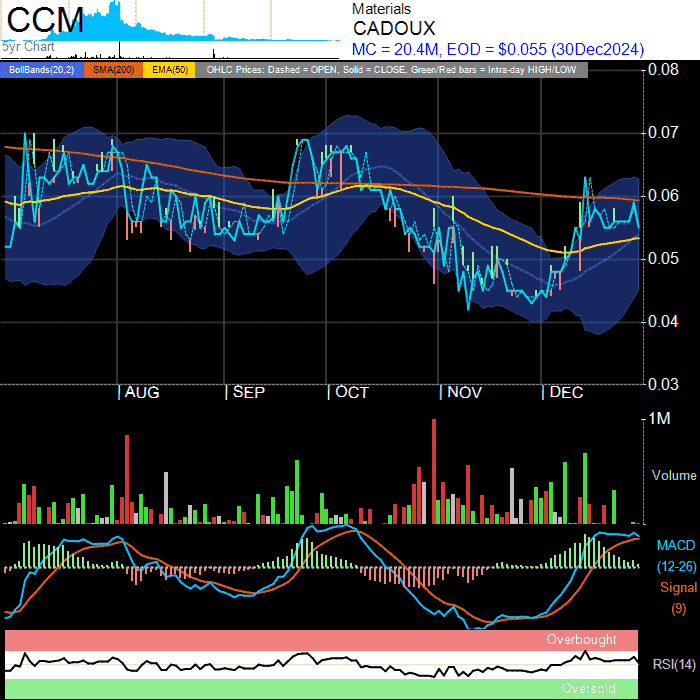 CCM
5yr Chart
Materials
CADOUX
MC = 20.4M, EOD = $0.055 (30Dec2024)
BollBands(20,2) SMA(200) EMA(50) OHLC Prices: Dashed = OPEN, Solid = CLOSE, Green/Red bars = Intra-day HIGH/LOW
0.08
0.07
0.06
0.05
0.04
0.03
AUG SEP OCT NOV DEC
1M
Volume
MACD
(12-26)
Signal
(9)
Overbought
RSI(14)
Oversold